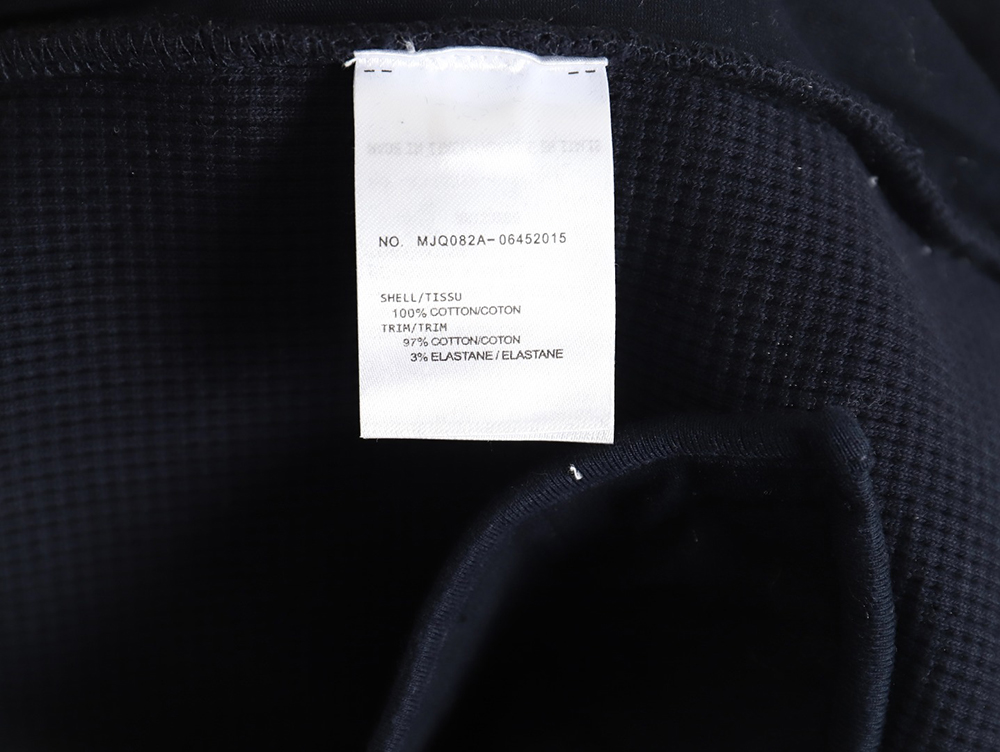 NO. MJQ082A-06452015
SHELL/TISSU
100% COTTON/COTON
TRIM/TRIM
97% COTTON/COTON
3% ELASTANE / ELASTANE